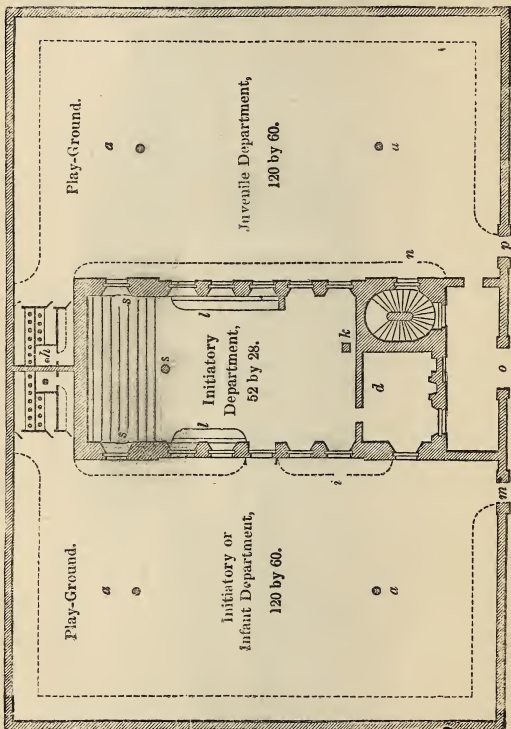 Play-Ground.
a
a
Initiatory or
Infant Department,
120 by 60.
m
i
l
s
s
s
Initiatory
Department,
52 by 28.
l
k
d
o
h
n
p
Play-Ground.
a
a
Juvenile Department,
120 by 60.